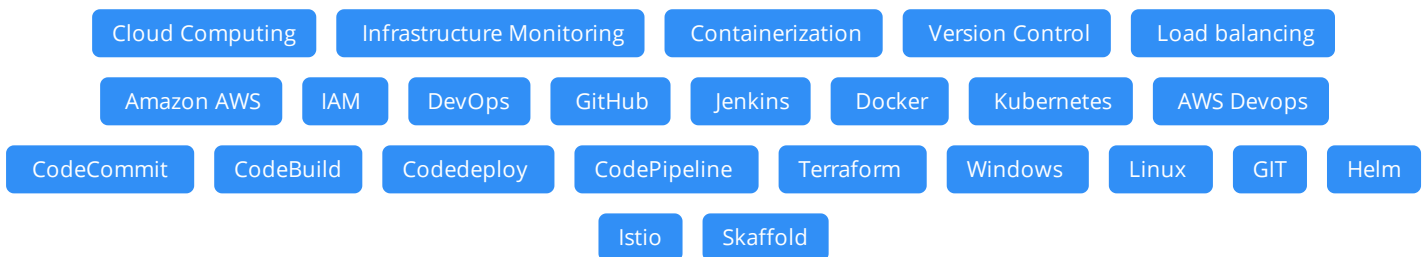 Cloud Computing Infrastructure Monitoring Containerization Version Control Load balancing
Amazon AWS IAM DevOps GitHub Jenkins Docker Kubernetes AWS Devops
CodeCommit CodeBuild Codedeploy CodePipeline Terraform Windows Linux GIT Helm
Istio Skaffold